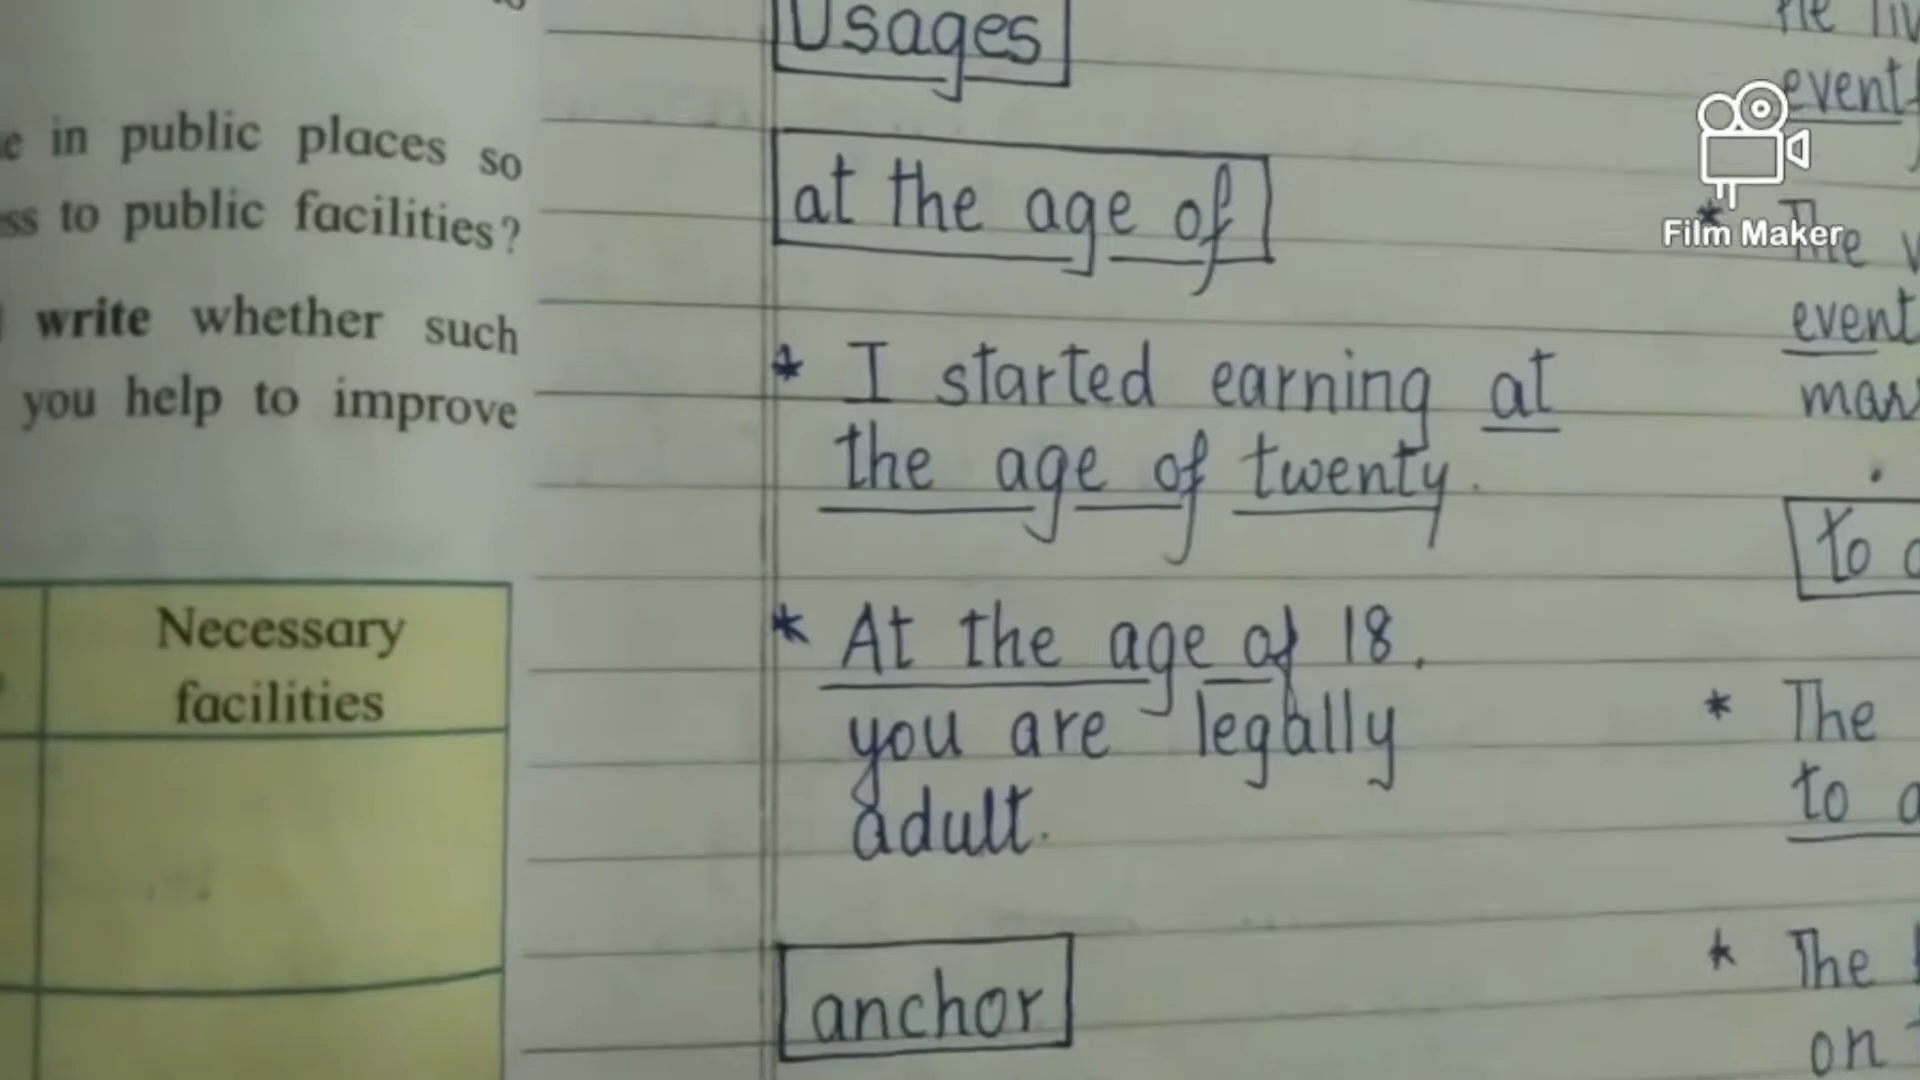 in public places so
to public facilities?
write whether such
you help to improve
Necessary
facilities
Usages
at the age of
* I started earning at
the age of twenty.
* At the age of 18,
you are legally
adult.
anchor
event
* The
event
to
* The
to
* The
on
Film Maker